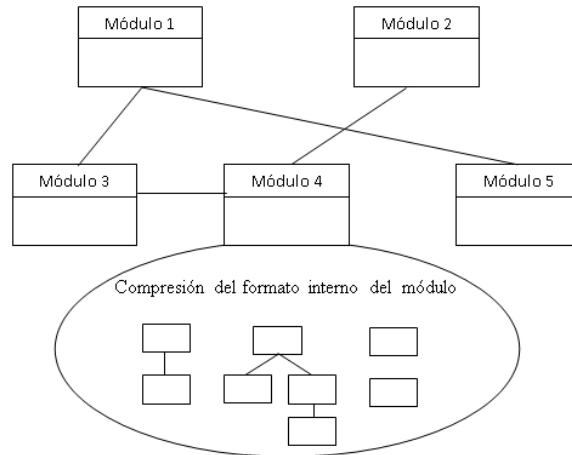 Módulo 1
Módulo 2
Módulo 3
Módulo 4
Módulo 5
Compresión del formato interno del módulo